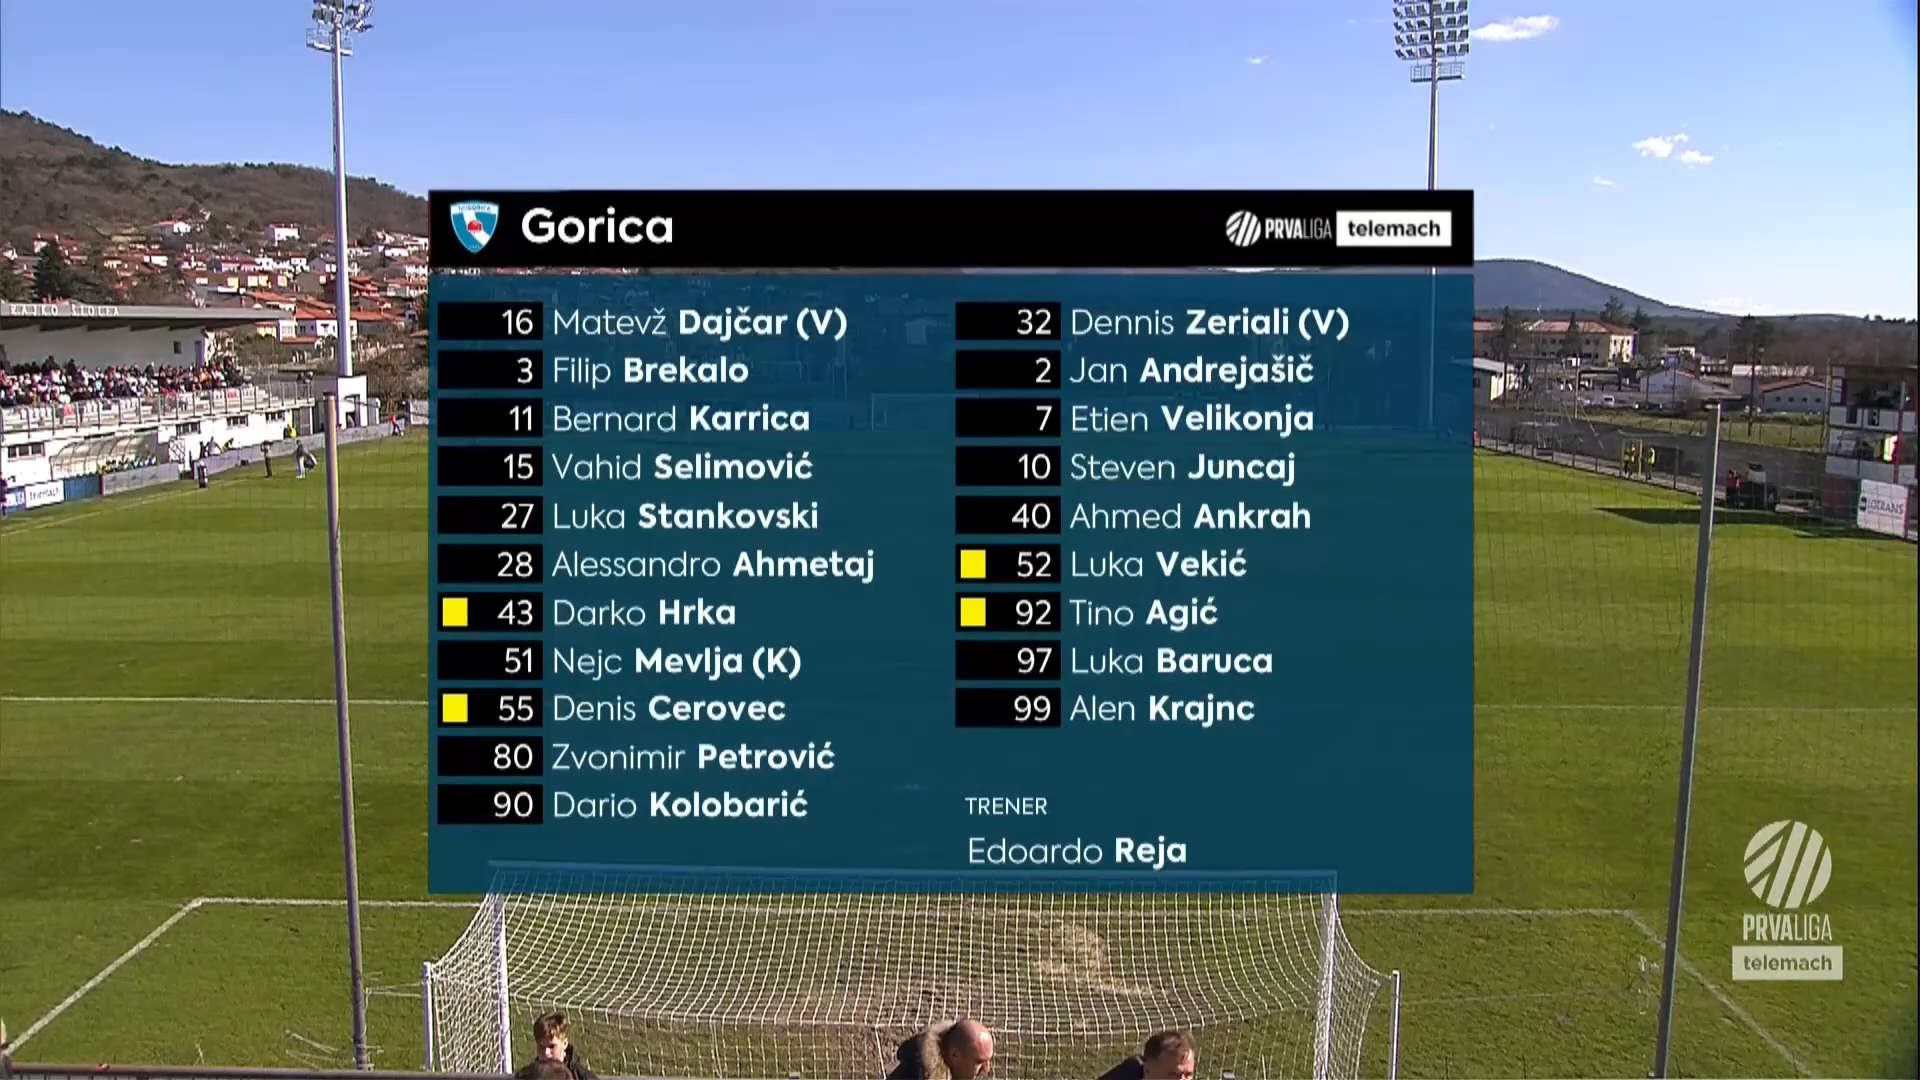 Gorica
PRVALIGA telemach
16 Matevž Dajčar (V)
3 Filip Brekalo
11 Bernard Karrica
15 Vahid Selimović
27 Luka Stankovski
28 Alessandro Ahmetaj
43 Darko Hrka
51 Nejc Mevlja (K)
55 Denis Cerovec
80 Zvonimir Petrović
90 Dario Kolobarić
32 Dennis Zeriali (V)
2 Jan Andrejašič
7 Etien Velikonja
10 Steven Juncaj
40 Ahmed Ankrah
52 Luka Vekić
92 Tino Agić
97 Luka Baruca
99 Alen Krajnc
TRENER
Edoardo Reja
RAJKO ŠTOLFA
telemach
PRVALIGA
telemach